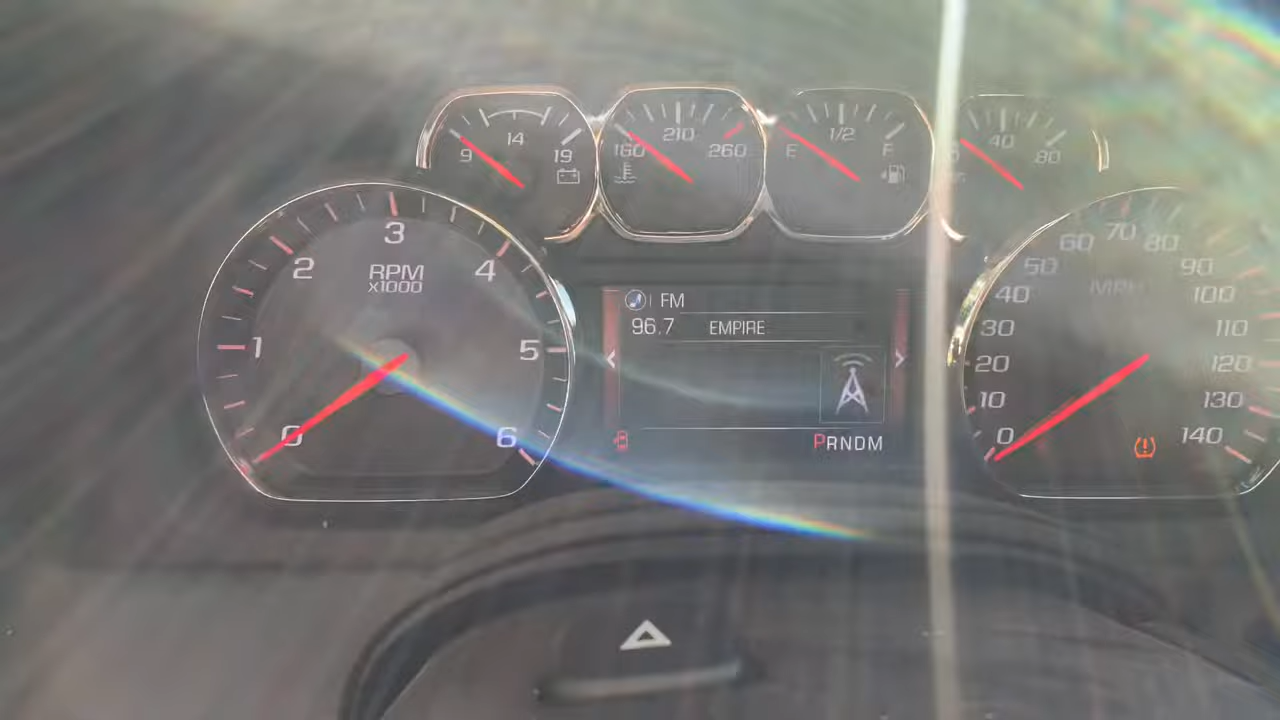 9 14 19
160 210 260
E 1/2 F
40 80
0 1 2 3 4 5 6
RPM
x1000
FM
96.7 EMPIRE
PRNDM
0 10 20 30 40 50 60 70 80 90 100 110 120 130 140
MPH